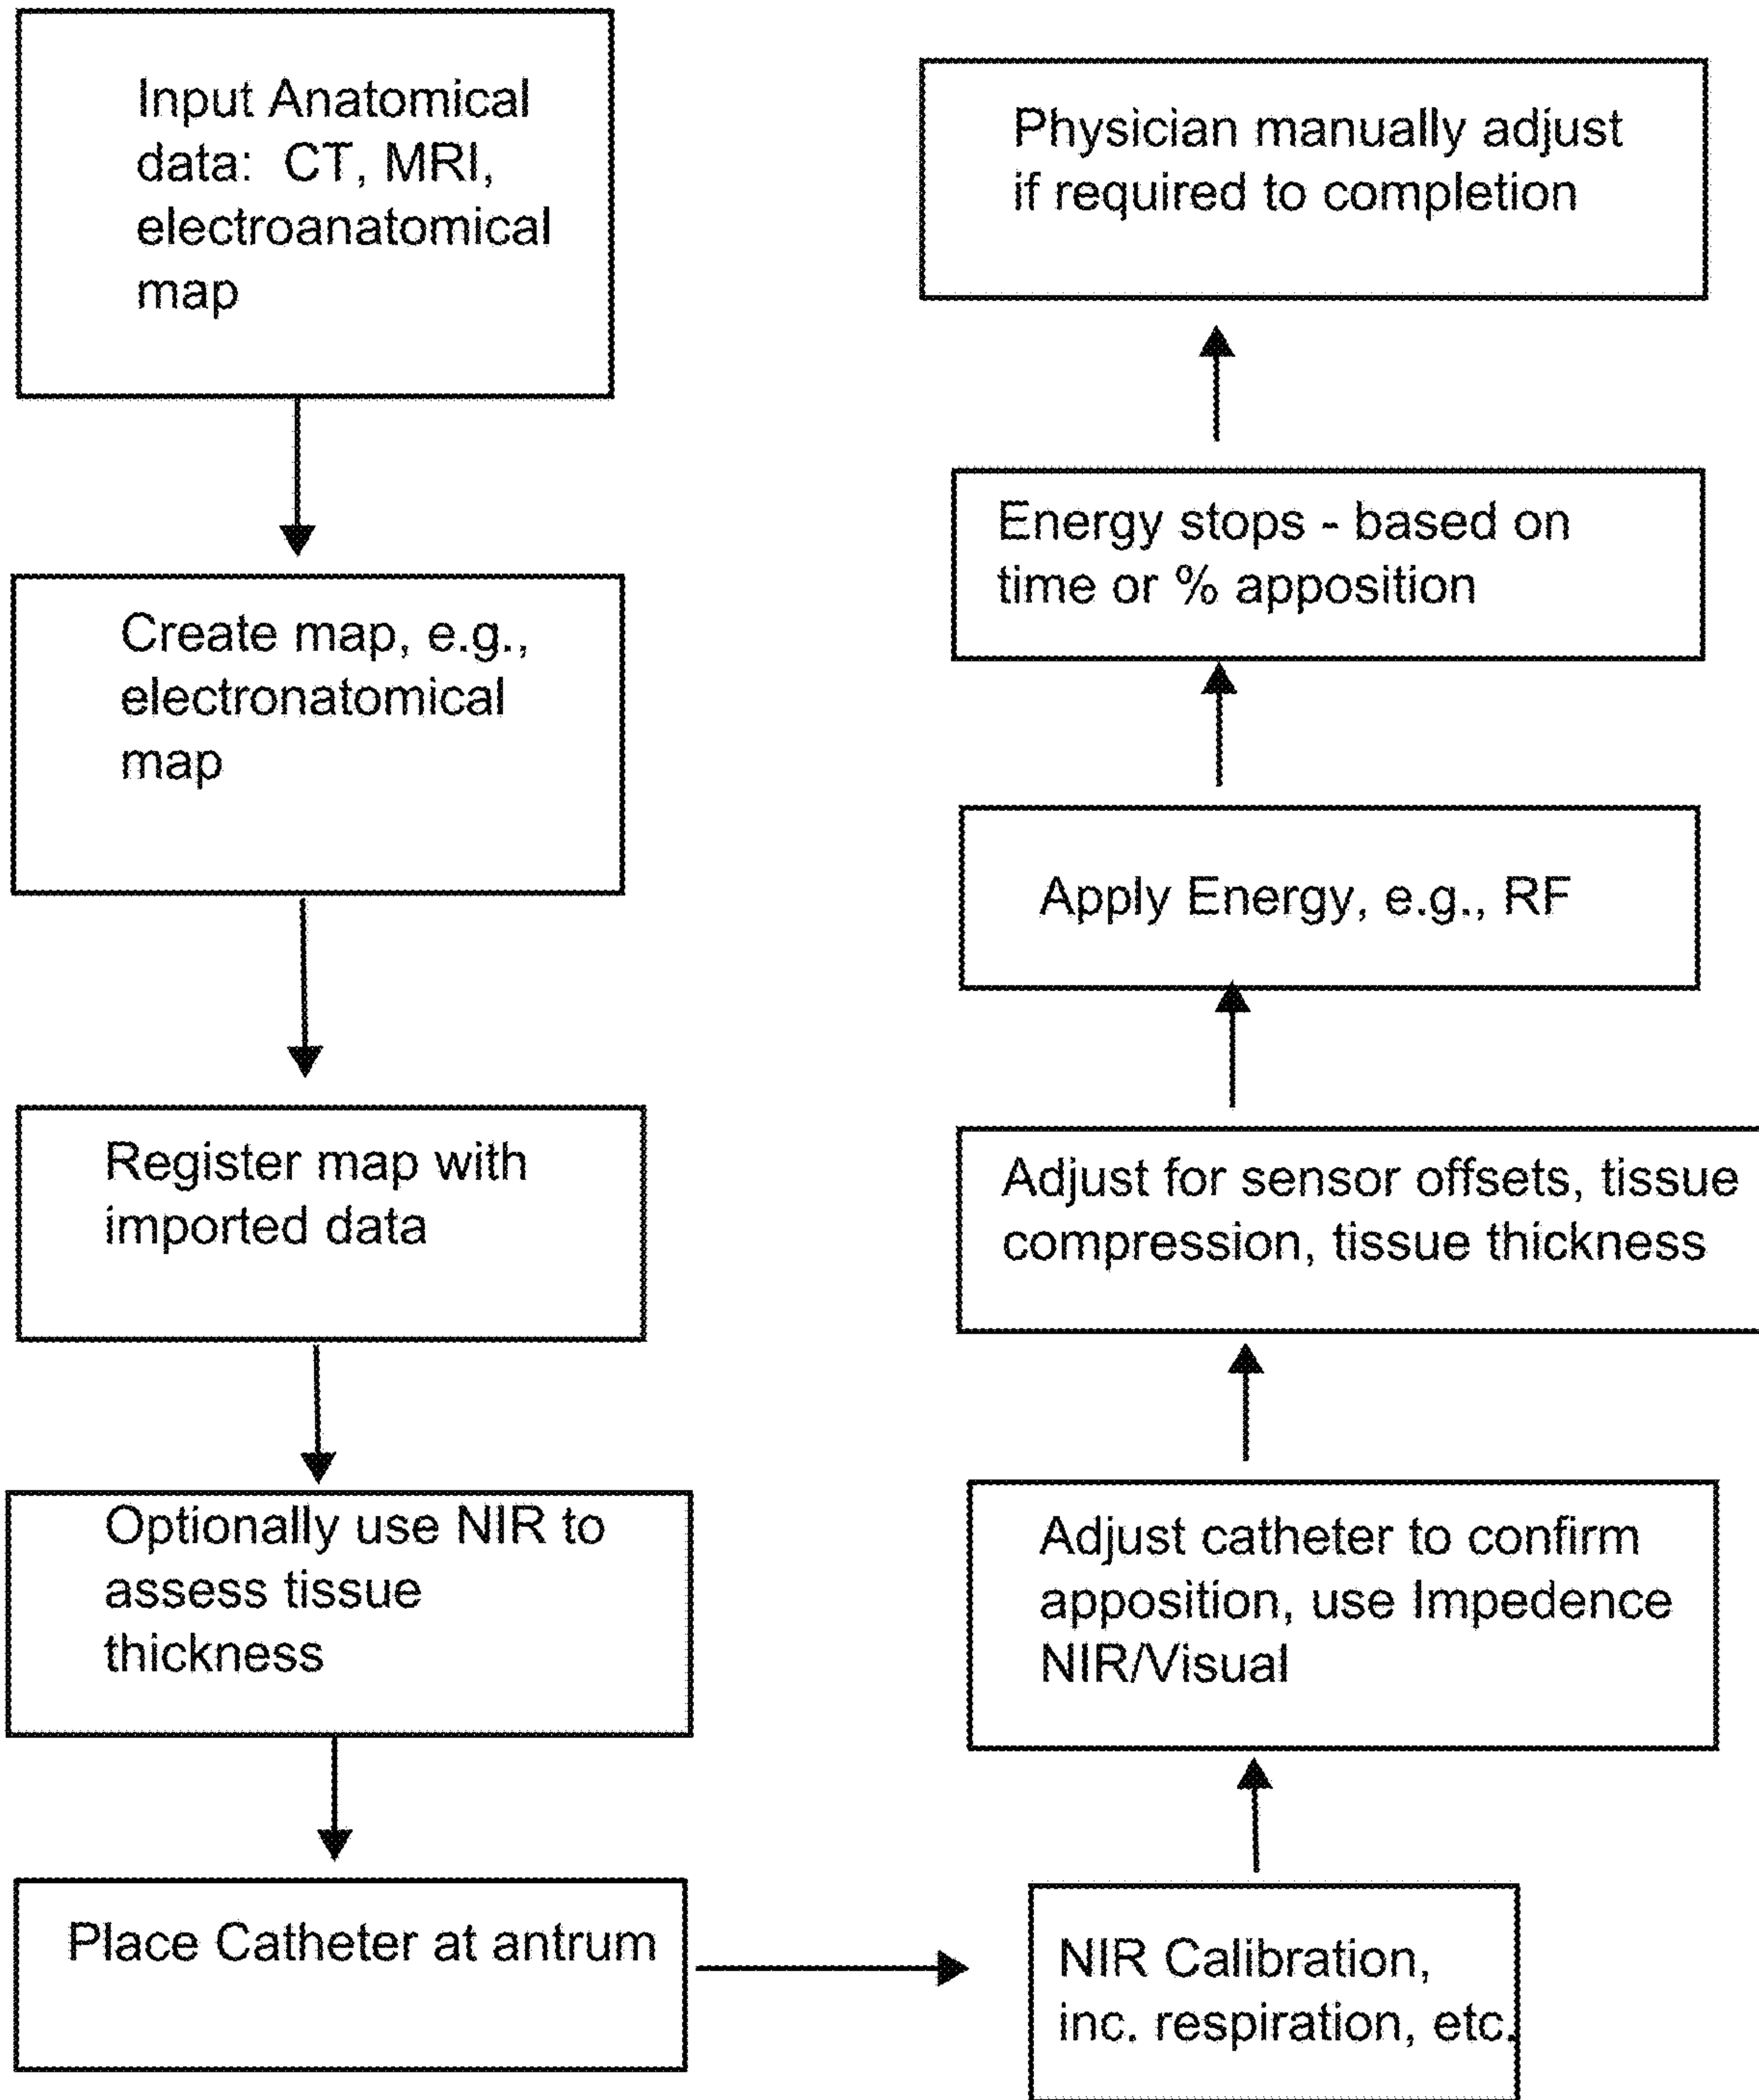 Input Anatomical
data:  CT, MRI,
electroanatomical
map
Create map, e.g.,
electronatomical
map
Register map with
imported data
Optionally use NIR to
assess tissue
thickness
Place Catheter at antrum
NIR Calibration,
inc. respiration, etc.
Adjust catheter to confirm
apposition, use Impedence
NIR/Visual
Adjust for sensor offsets, tissue
compression, tissue thickness
Apply Energy, e.g., RF
Energy stops - based on
time or % apposition
Physician manually adjust
if required to completion